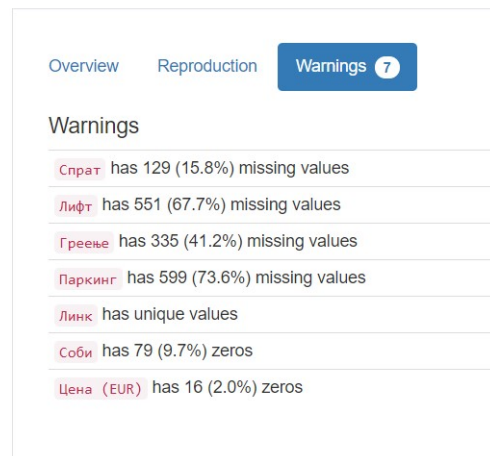 Overview Reproduction Warnings 7
Warnings
Спрат has 129 (15.8%) missing values
Лифт has 551 (67.7%) missing values
Греење has 335 (41.2%) missing values
Паркинг has 599 (73.6%) missing values
Линк has unique values
Соби has 79 (9.7%) zeros
Цена (EUR) has 16 (2.0%) zeros